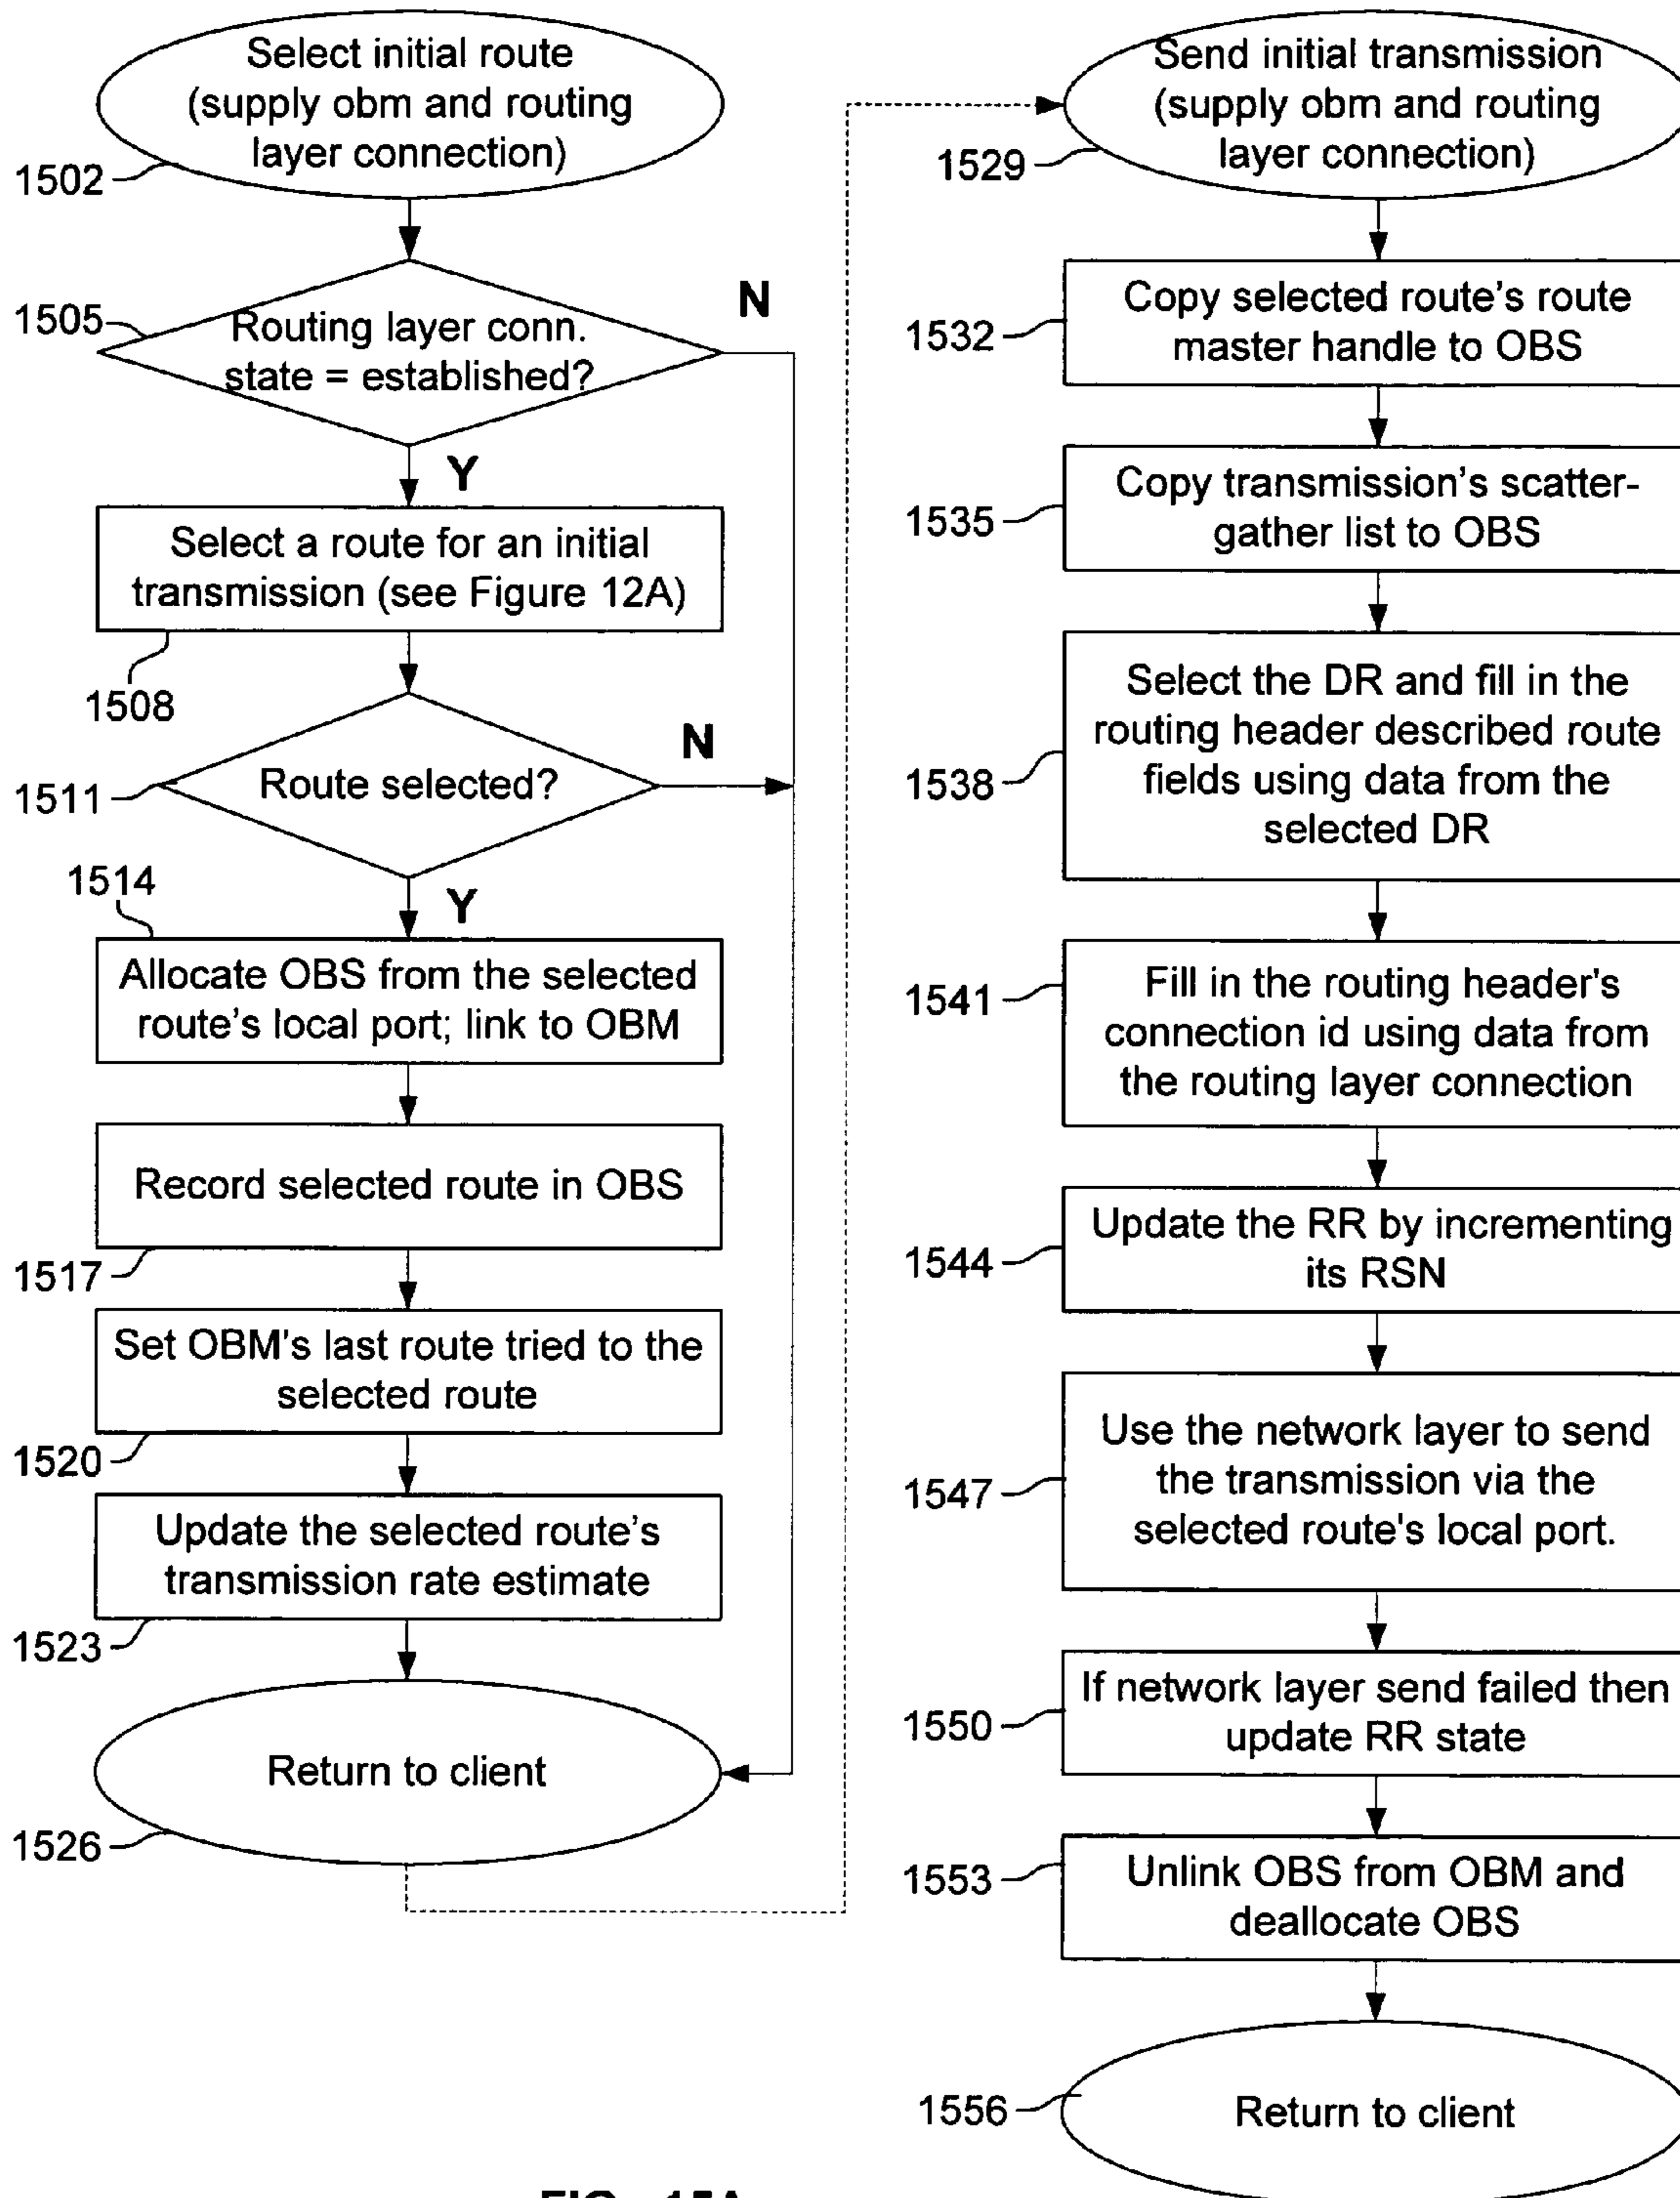 Select initial route
(supply obm and routing
layer connection)
1502
1505
Routing layer conn.
state = established?
N
Y
Select a route for an initial
transmission (see Figure 12A)
1508
1511
Route selected?
N
1514
Y
Allocate OBS from the selected
route's local port; link to OBM
Record selected route in OBS
1517
Set OBM's last route tried to the
selected route
1520
Update the selected route's
transmission rate estimate
1523
Return to client
1526
Send initial transmission
(supply obm and routing
layer connection)
1529
Copy selected route's route
master handle to OBS
1532
Copy transmission's scatter-
gather list to OBS
1535
Select the DR and fill in the
routing header described route
fields using data from the
selected DR
1538
Fill in the routing header's
connection id using data from
the routing layer connection
1541
Update the RR by incrementing
its RSN
1544
Use the network layer to send
the transmission via the
selected route's local port.
1547
If network layer send failed then
update RR state
1550
Unlink OBS from OBM and
deallocate OBS
1553
Return to client
1556
FIG. 15A